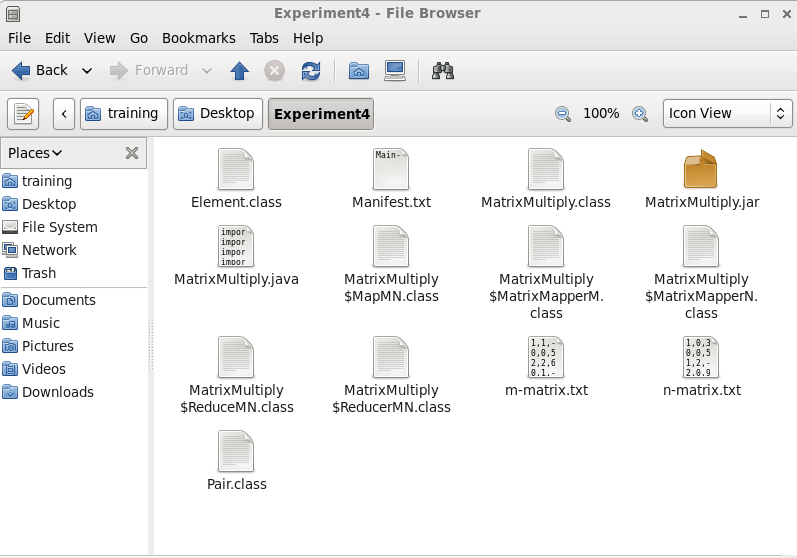 Experiment4 - File Browser
File Edit View Go Bookmarks Tabs Help
Back Forward
training Desktop Experiment4 100% Icon View
Places
training
Desktop
File System
Network
Trash
Documents
Music
Pictures
Videos
Downloads
Element.class
Main-
Manifest.txt
MatrixMultiply.class
MatrixMultiply.jar
impor
impor
impor
impor
MatrixMultiply.java
MatrixMultiply
$MapMN.class
MatrixMultiply
$MatrixMapperM.
class
MatrixMultiply
$MatrixMapperN.
class
MatrixMultiply
$ReduceMN.class
MatrixMultiply
$ReducerMN.class
1,1,-
0,0,5
2,2,6
0,1,-
m-matrix.txt
1,0,3
0,0,5
1,2,-
2,0,9
n-matrix.txt
Pair.class